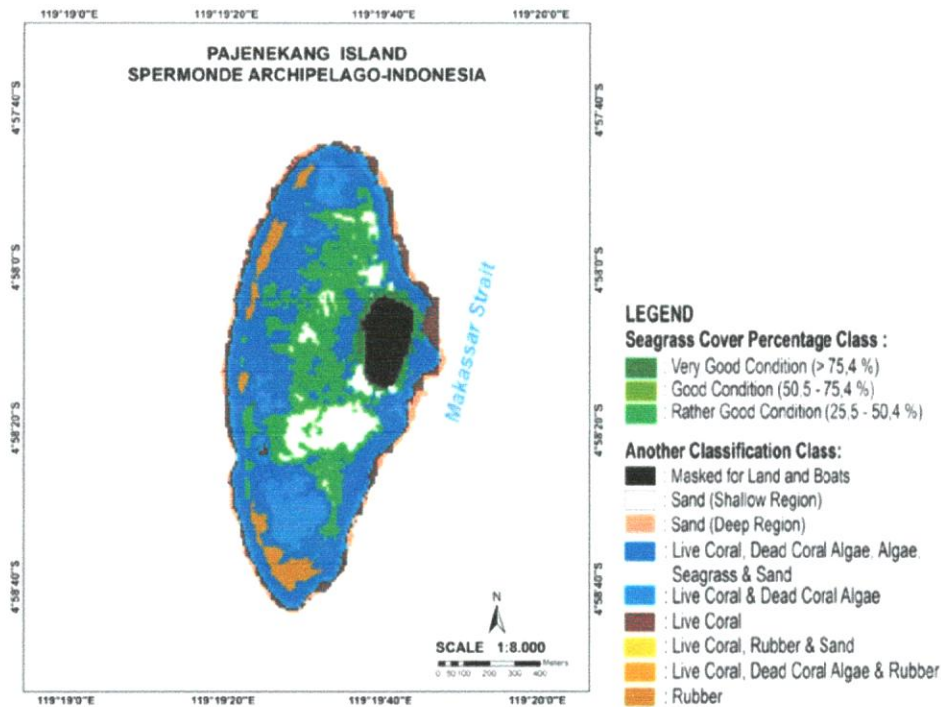 119°19'0"E 119°19'20"E 119°19'40"E 119°20'0"E
PAJENEKANG ISLAND
SPERMONDE ARCHIPELAGO-INDONESIA
4°57'40"S 4°57'40"S
4°58'0"S 4°58'0"S
Makassar Strait
4°58'20"S 4°58'20"S
4°58'40"S 4°58'40"S
N
SCALE 1:8.000
Meters
0 50 100 200 300 400
119°19'0"E 119°19'20"E 119°19'40"E 119°20'0"E
LEGEND
Seagrass Cover Percentage Class :
: Very Good Condition (> 75,4 %)
: Good Condition (50,5 - 75,4 %)
: Rather Good Condition (25,5 - 50,4 %)
Another Classification Class:
: Masked for Land and Boats
: Sand (Shallow Region)
: Sand (Deep Region)
: Live Coral, Dead Coral Algae, Algae,
Seagrass & Sand
: Live Coral & Dead Coral Algae
: Live Coral
: Live Coral, Rubber & Sand
: Live Coral, Dead Coral Algae & Rubber
: Rubber